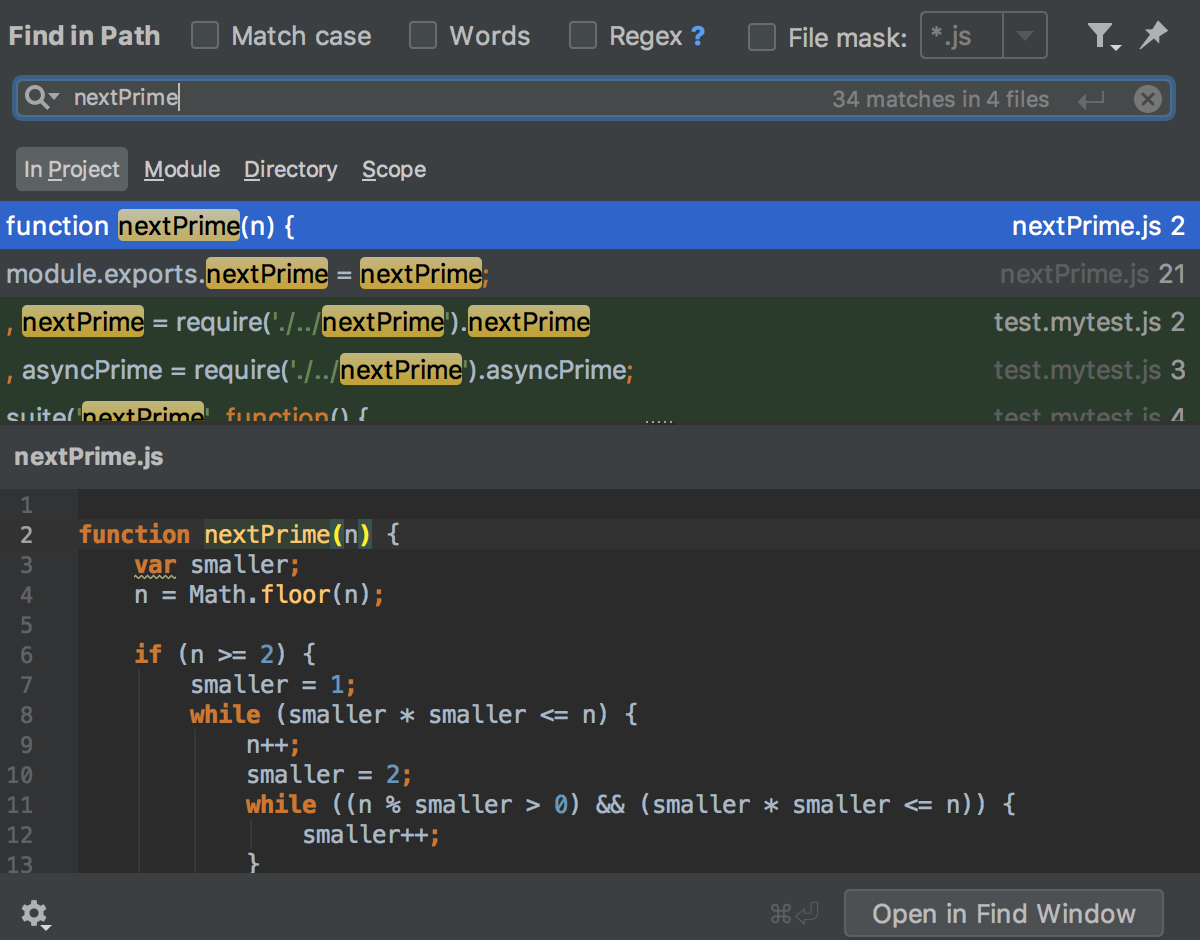 Find in Path Match case Words Regex ? File mask: *.js
nextPrime 34 matches in 4 files
In Project Module Directory Scope
function nextPrime(n) { nextPrime.js 2
module.exports.nextPrime = nextPrime; nextPrime.js 21
, nextPrime = require('./../nextPrime').nextPrime test.mytest.js 2
, asyncPrime = require('./../nextPrime').asyncPrime; test.mytest.js 3
suite('nextPrime', function() { test.mytest.js 4
nextPrime.js
1
2 function nextPrime(n) {
3 var smaller;
4 n = Math.floor(n);
5
6 if (n >= 2) {
7 smaller = 1;
8 while (smaller * smaller <= n) {
9 n++;
10 smaller = 2;
11 while ((n % smaller > 0) && (smaller * smaller <= n)) {
12 smaller++;
13 }
⌘⏎ Open in Find Window